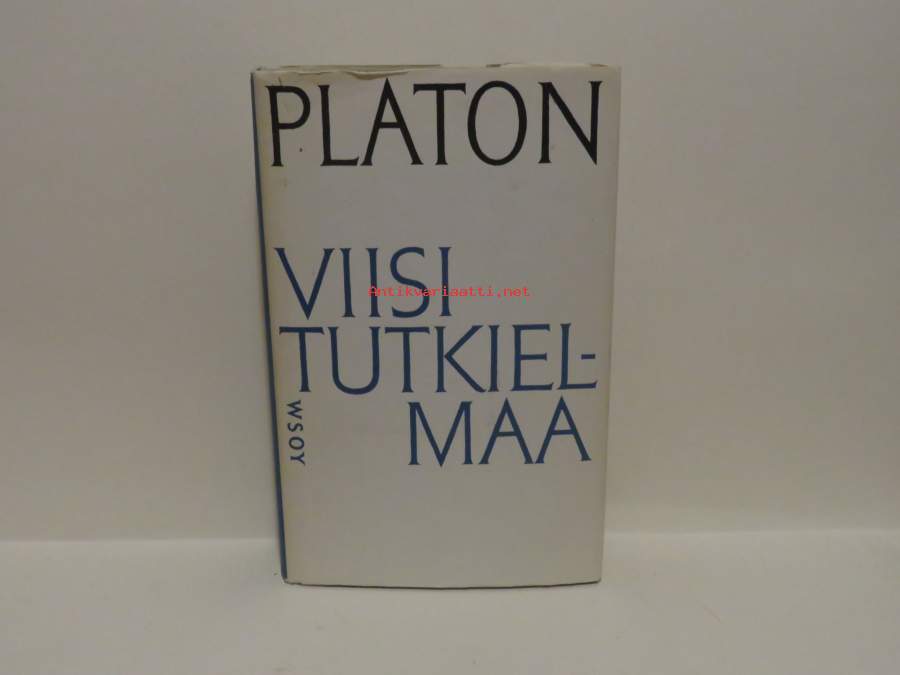 PLATON
VIISI
Antikvariaatti.net
TUTKIEL-
MAA
WSOY